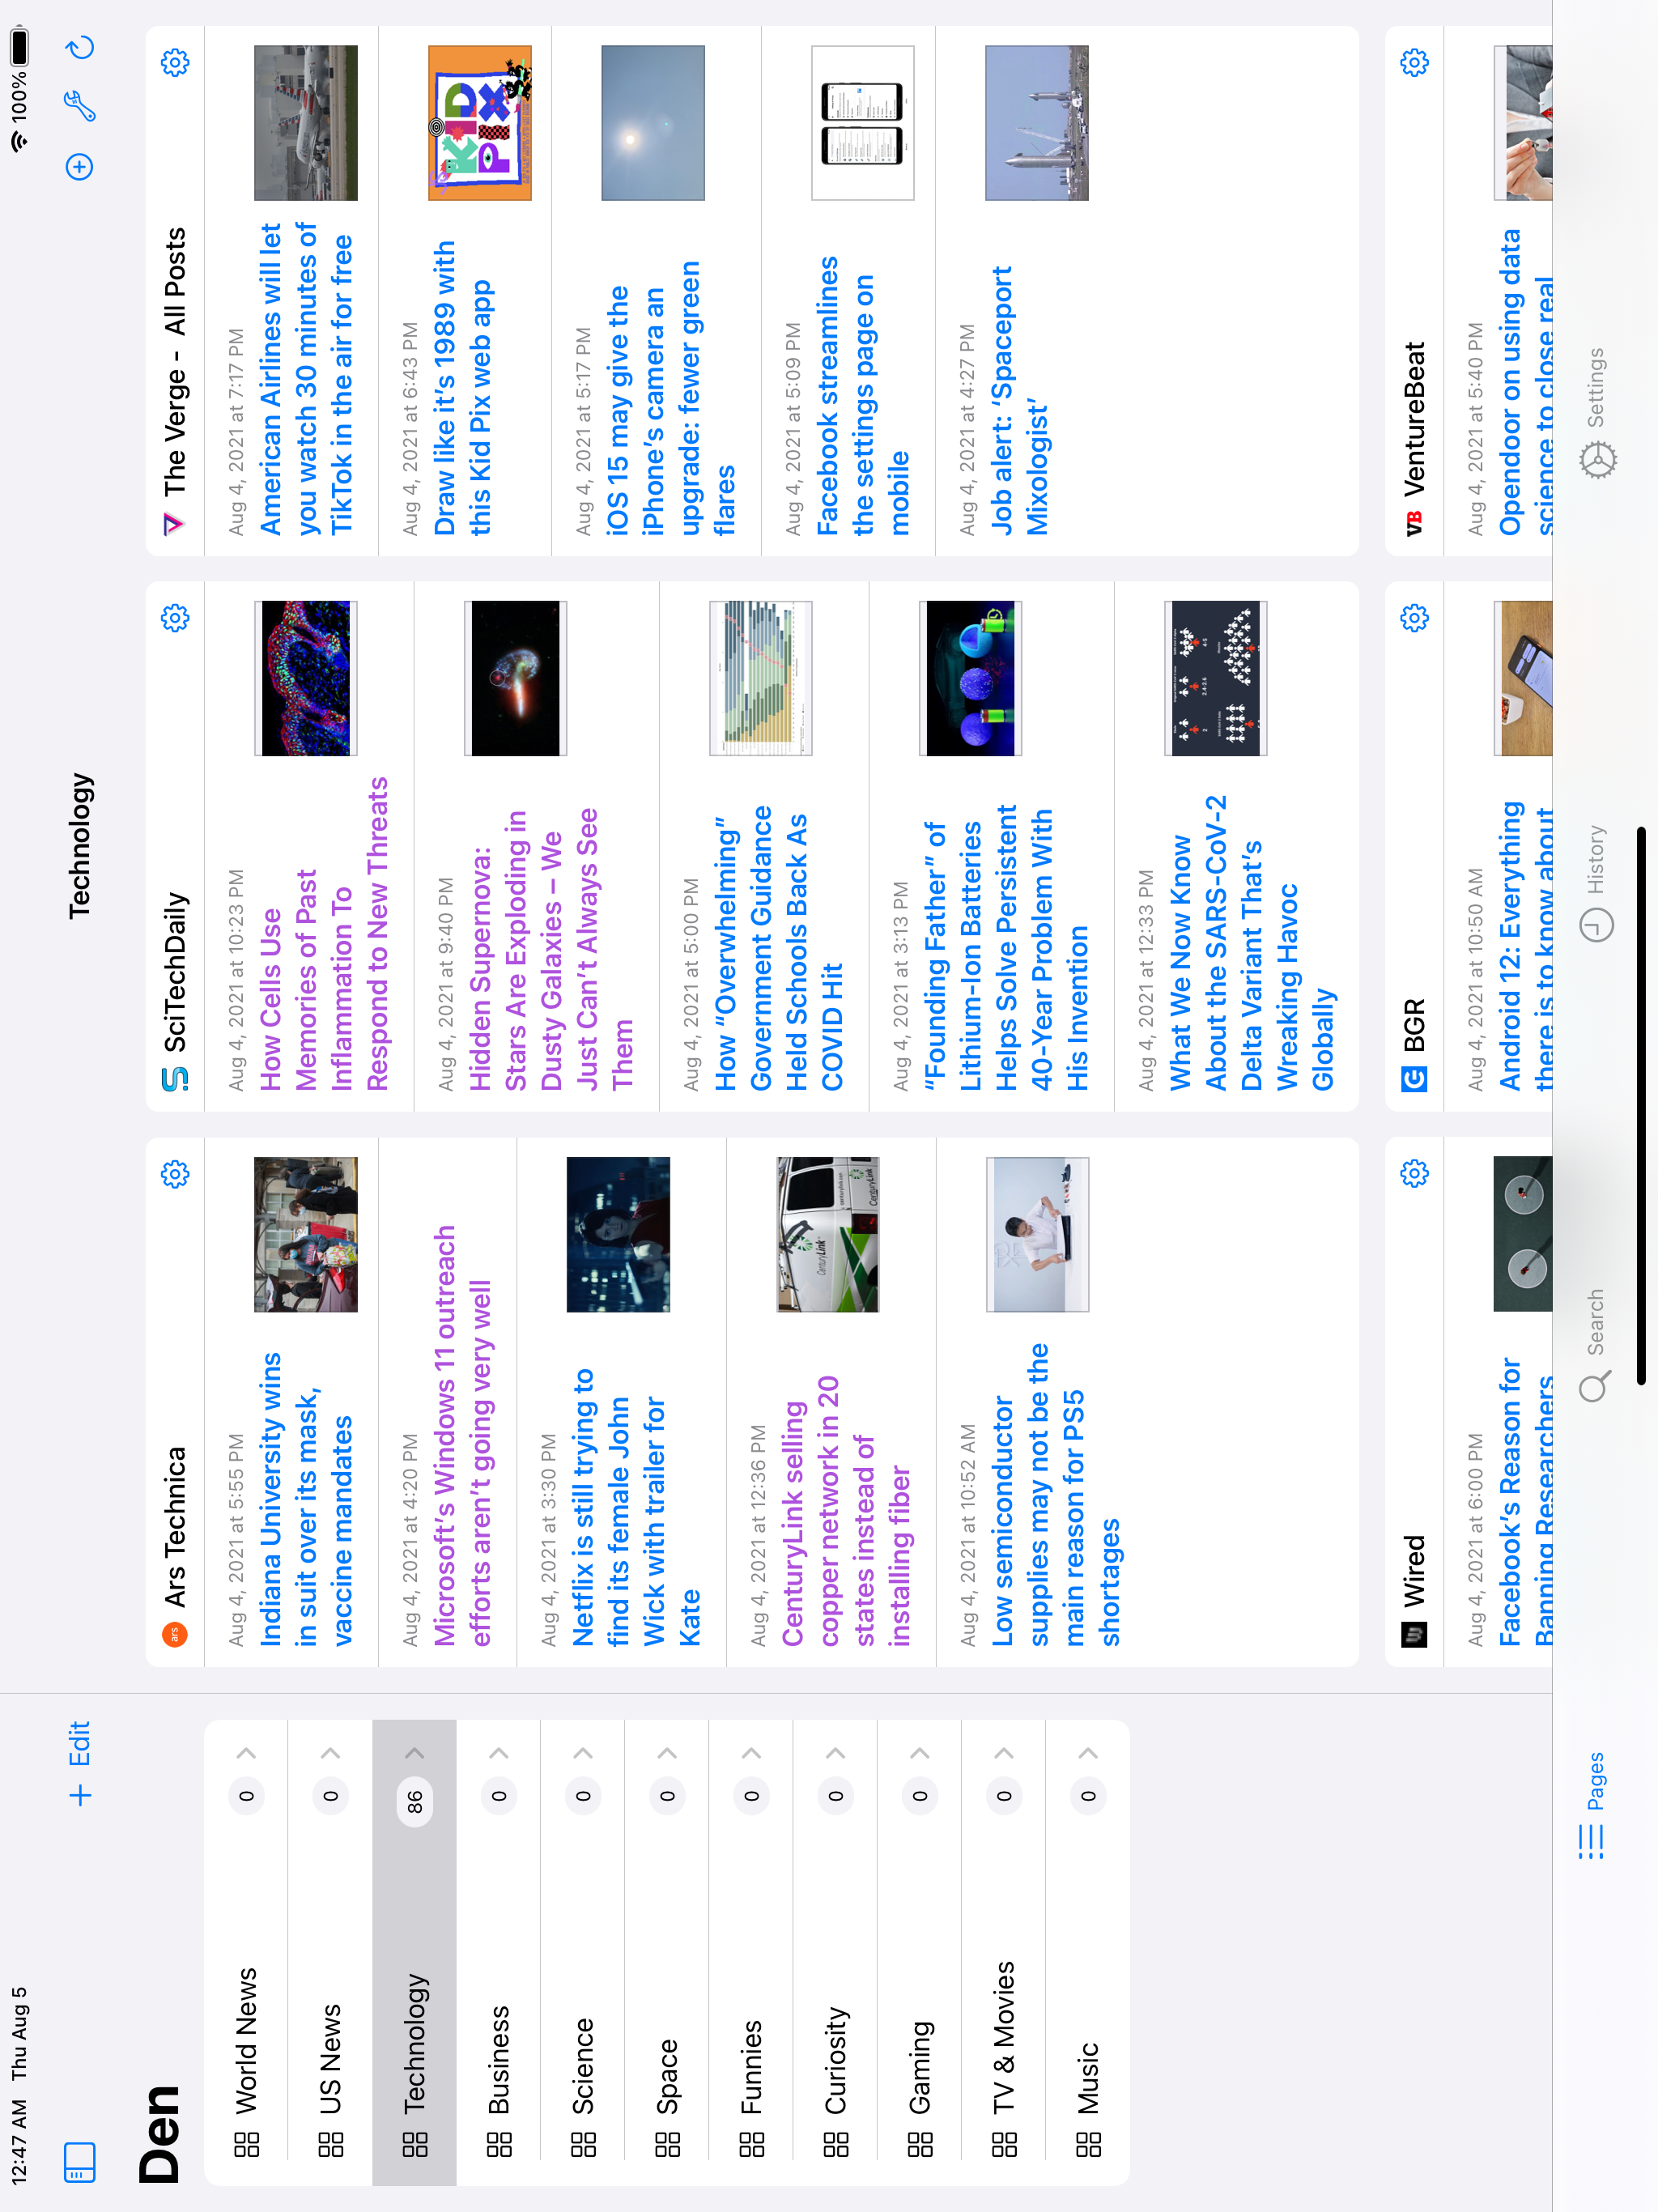 12:47 AM Thu Aug 5
100%
Edit
Technology
Den
World News 0
US News 0
Technology 86
Business 0
Science 0
Space 0
Funnies 0
Curiosity 0
Gaming 0
TV & Movies 0
Music 0
ars Ars Technica
Aug 4, 2021 at 5:55 PM
Indiana University wins
in suit over its mask,
vaccine mandates
Aug 4, 2021 at 4:20 PM
Microsoft’s Windows 11 outreach
efforts aren’t going very well
Aug 4, 2021 at 3:30 PM
Netflix is still trying to
find its female John
Wick with trailer for
Kate
Aug 4, 2021 at 12:36 PM
CenturyLink selling
copper network in 20
states instead of
installing fiber
CenturyLink
CenturyLink
Aug 4, 2021 at 10:52 AM
Low semiconductor
supplies may not be the
main reason for PS5
shortages
SciTechDaily
Aug 4, 2021 at 10:23 PM
How Cells Use
Memories of Past
Inflammation To
Respond to New Threats
Aug 4, 2021 at 9:40 PM
Hidden Supernova:
Stars Are Exploding in
Dusty Galaxies – We
Just Can’t Always See
Them
Aug 4, 2021 at 5:00 PM
How “Overwhelming”
Government Guidance
Held Schools Back As
COVID Hit
Aug 4, 2021 at 3:13 PM
“Founding Father” of
Lithium-Ion Batteries
Helps Solve Persistent
40-Year Problem With
His Invention
Aug 4, 2021 at 12:33 PM
What We Now Know
About the SARS-CoV-2
Delta Variant That’s
Wreaking Havoc
Globally
The Verge - All Posts
Aug 4, 2021 at 7:17 PM
American Airlines will let
you watch 30 minutes of
TikTok in the air for free
Aug 4, 2021 at 6:43 PM
Draw like it’s 1989 with
this Kid Pix web app
KID
PIX
Aug 4, 2021 at 5:17 PM
iOS 15 may give the
iPhone’s camera an
upgrade: fewer green
flares
Aug 4, 2021 at 5:09 PM
Facebook streamlines
the settings page on
mobile
Aug 4, 2021 at 4:27 PM
Job alert: ‘Spaceport
Mixologist’
Wired
Aug 4, 2021 at 6:00 PM
Facebook’s Reason for
Banning Researchers
BGR
Aug 4, 2021 at 10:50 AM
Android 12: Everything
there is to know about
VB VentureBeat
Aug 4, 2021 at 5:40 PM
Opendoor on using data
science to close real
Pages
Search
History
Settings